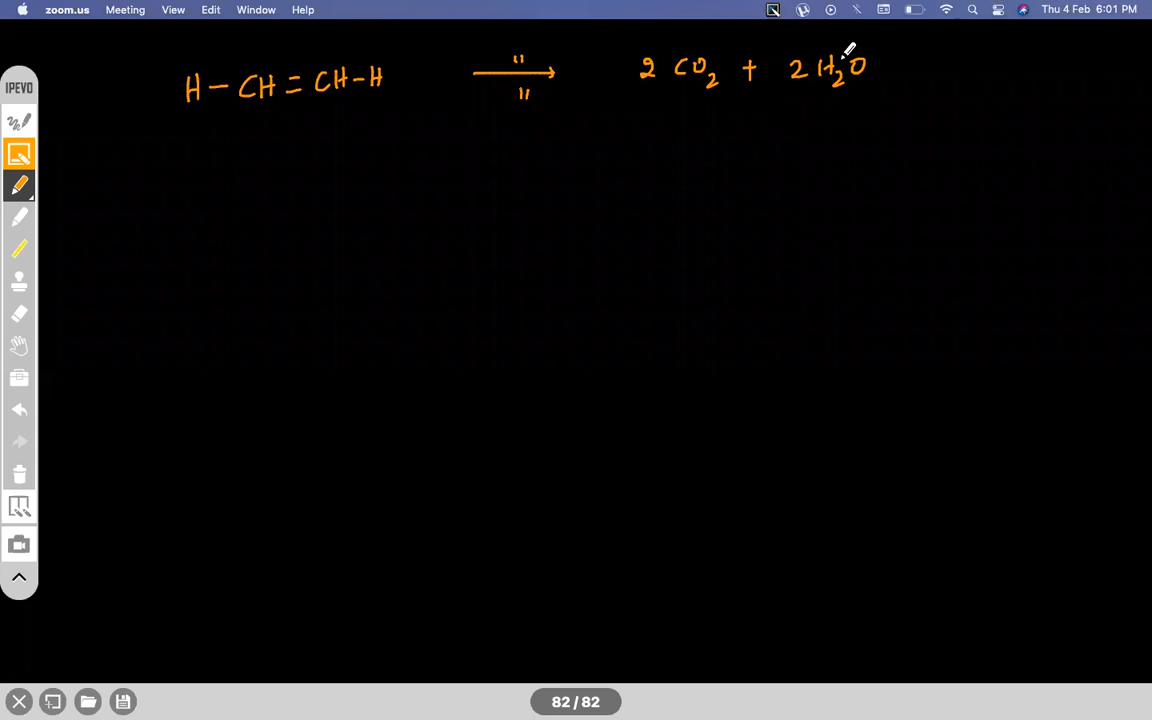 zoom.us Meeting View Edit Window Help Thu 4 Feb 6:01 PM
IPEVO
H - CH = CH - H " → " 2 CO₂ + 2 H₂O
82 / 82